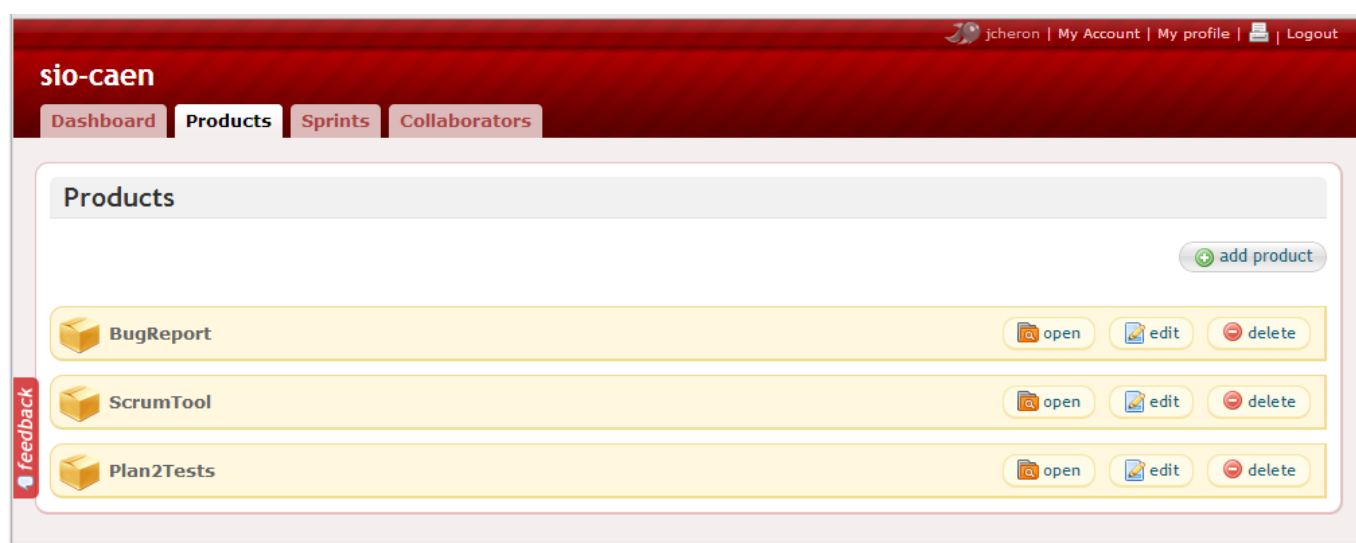 jcheron | My Account | My profile | | Logout
sio-caen
Dashboard Products Sprints Collaborators
Products
add product
BugReport open edit delete
ScrumTool open edit delete
Plan2Tests open edit delete
feedback